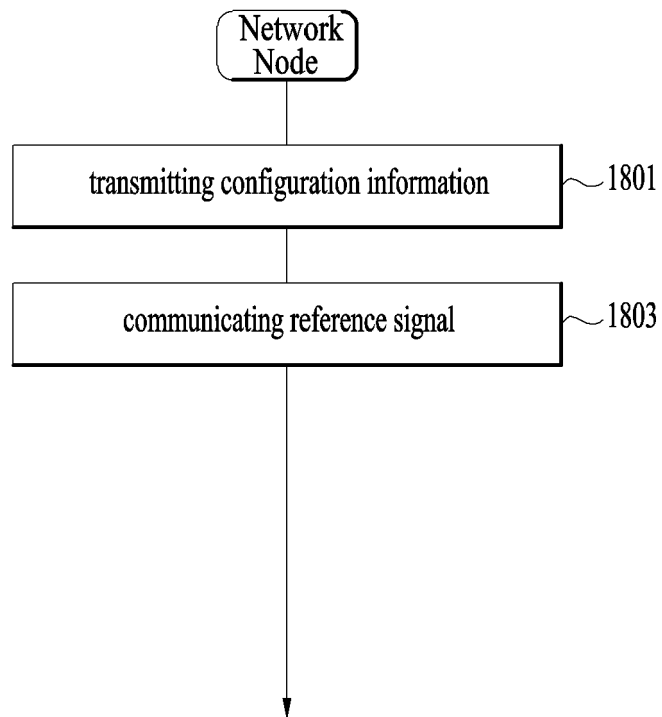 Network
Node
transmitting configuration information
1801
communicating reference signal
1803